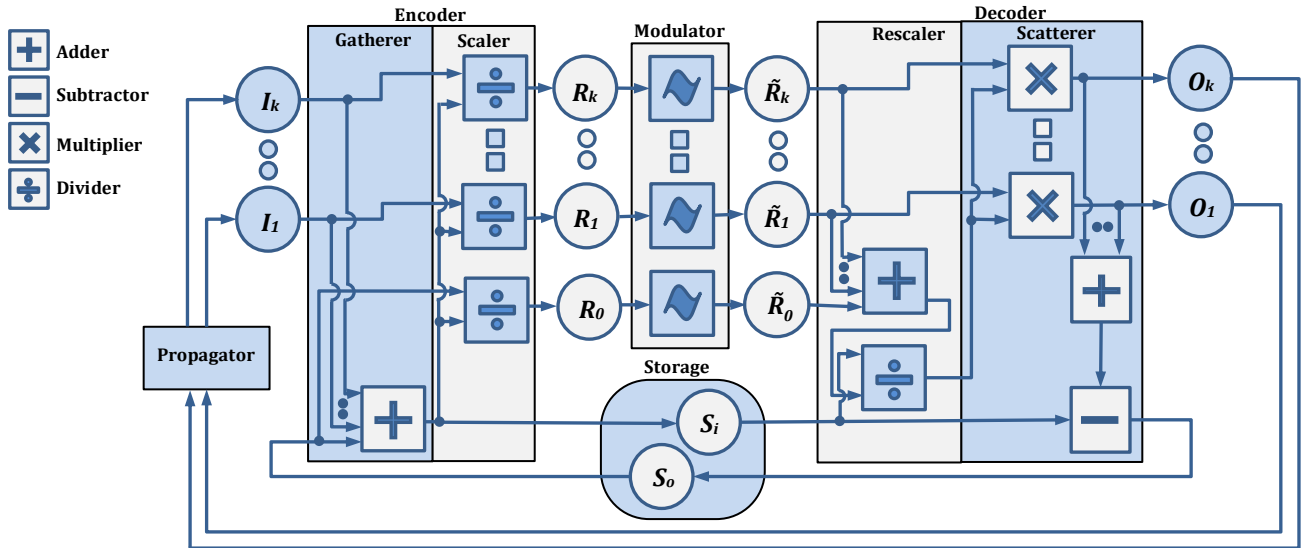 Encoder
Decoder
Gatherer
Scaler
Modulator
Rescaler
Scatterer
Adder
Subtractor
Multiplier
Divider
Iₖ
Rₖ
R̃ₖ
Oₖ
I₁
R₁
R̃₁
O₁
R₀
R̃₀
Propagator
Storage
Sᵢ
Sₒ